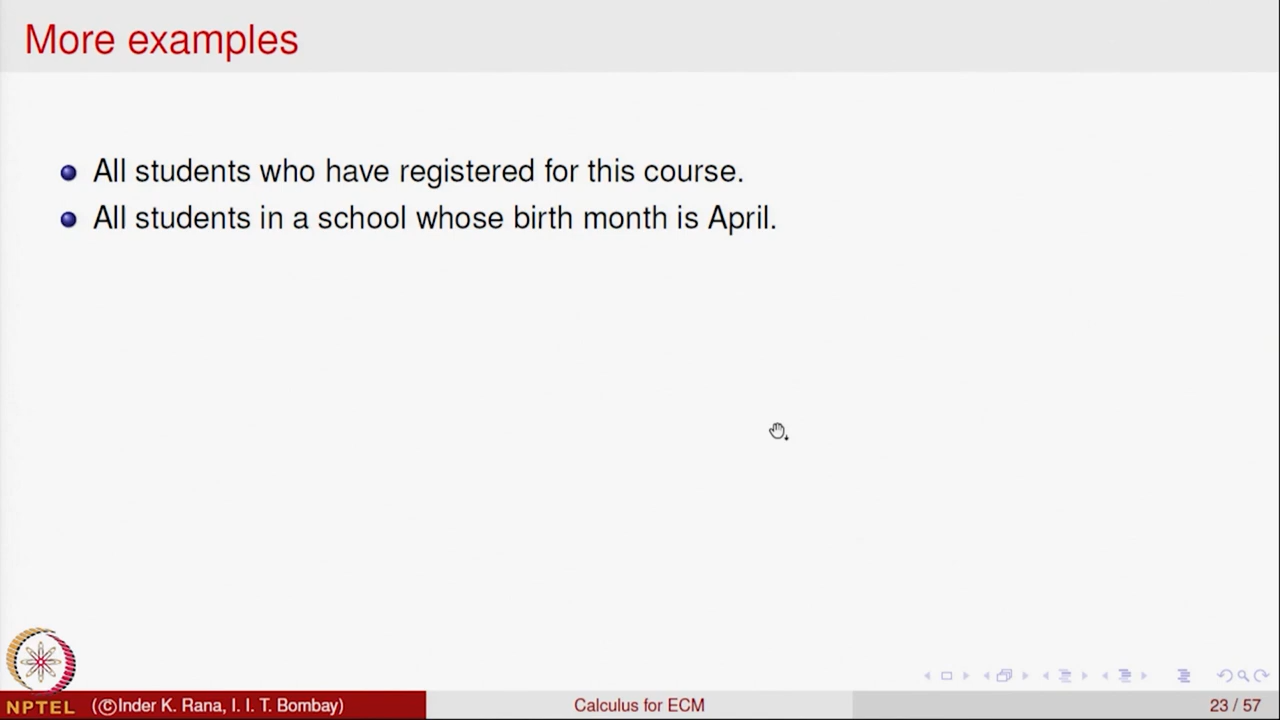 More examples
All students who have registered for this course.
All students in a school whose birth month is April.
NPTEL
(©Inder K. Rana, I. I. T. Bombay)
Calculus for ECM
23 / 57